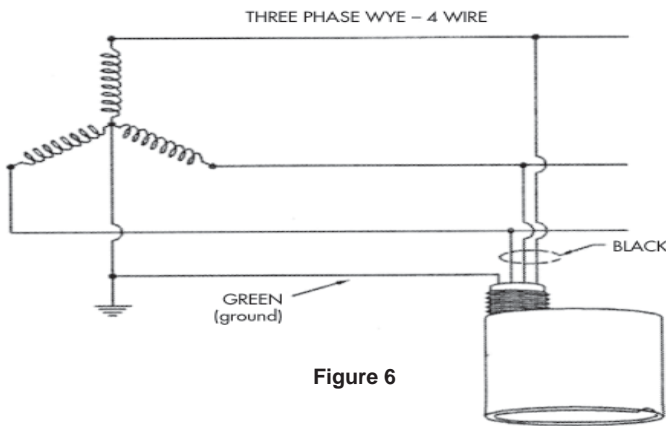 THREE PHASE WYE – 4 WIRE
BLACK
GREEN
(ground)
Figure 6